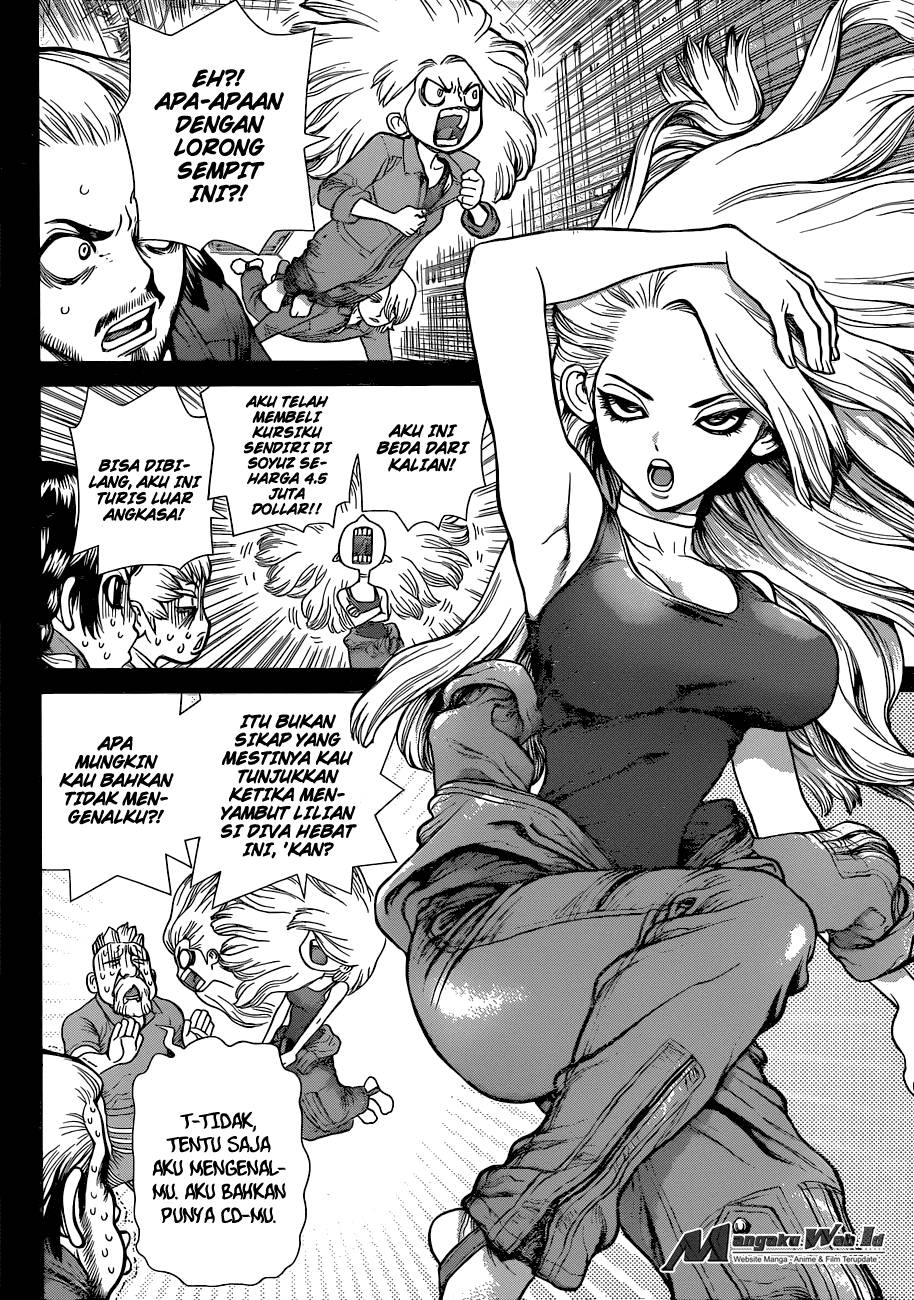 EH?!
APA-APAAN
DENGAN
LORONG
SEMPIT
INI?!
AKU INI
BEDA DARI
KALIAN!
AKU TELAH
MEMBELI
KURSIKU
SENDIRI DI
SOYUZ SE-
HARGA 4.5
JUTA
DOLLAR!!
BISA DIBI-
LANG, AKU INI
TURIS LUAR
ANGKASA!
ITU BUKAN
SIKAP YANG
MESTINYA KAU
TUNJUKKAN
KETIKA MEN-
YAMBUT LILIAN
SI DIVA HEBAT
INI, 'KAN?
APA
MUNGKIN
KAU BAHKAN
TIDAK MEN-
GENALKU?!
T-TIDAK,
TENTU SAJA
AKU MENGENAL-
MU. AKU BAHKAN
PUNYA CD-MU.
Mangaku.Web.Id
Website Manga - Anime & Film Terupdate